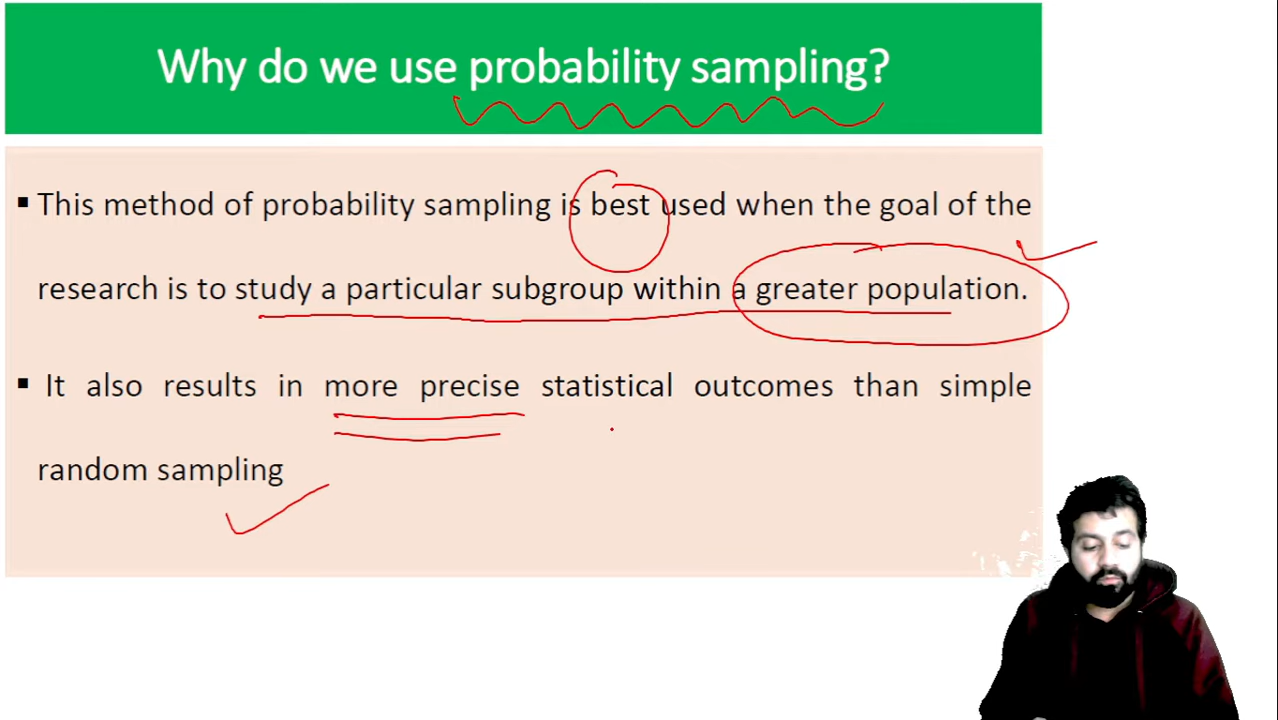 Why do we use probability sampling?
▪ This method of probability sampling is best used when the goal of the
research is to study a particular subgroup within a greater population.
▪ It also results in more precise statistical outcomes than simple
random sampling